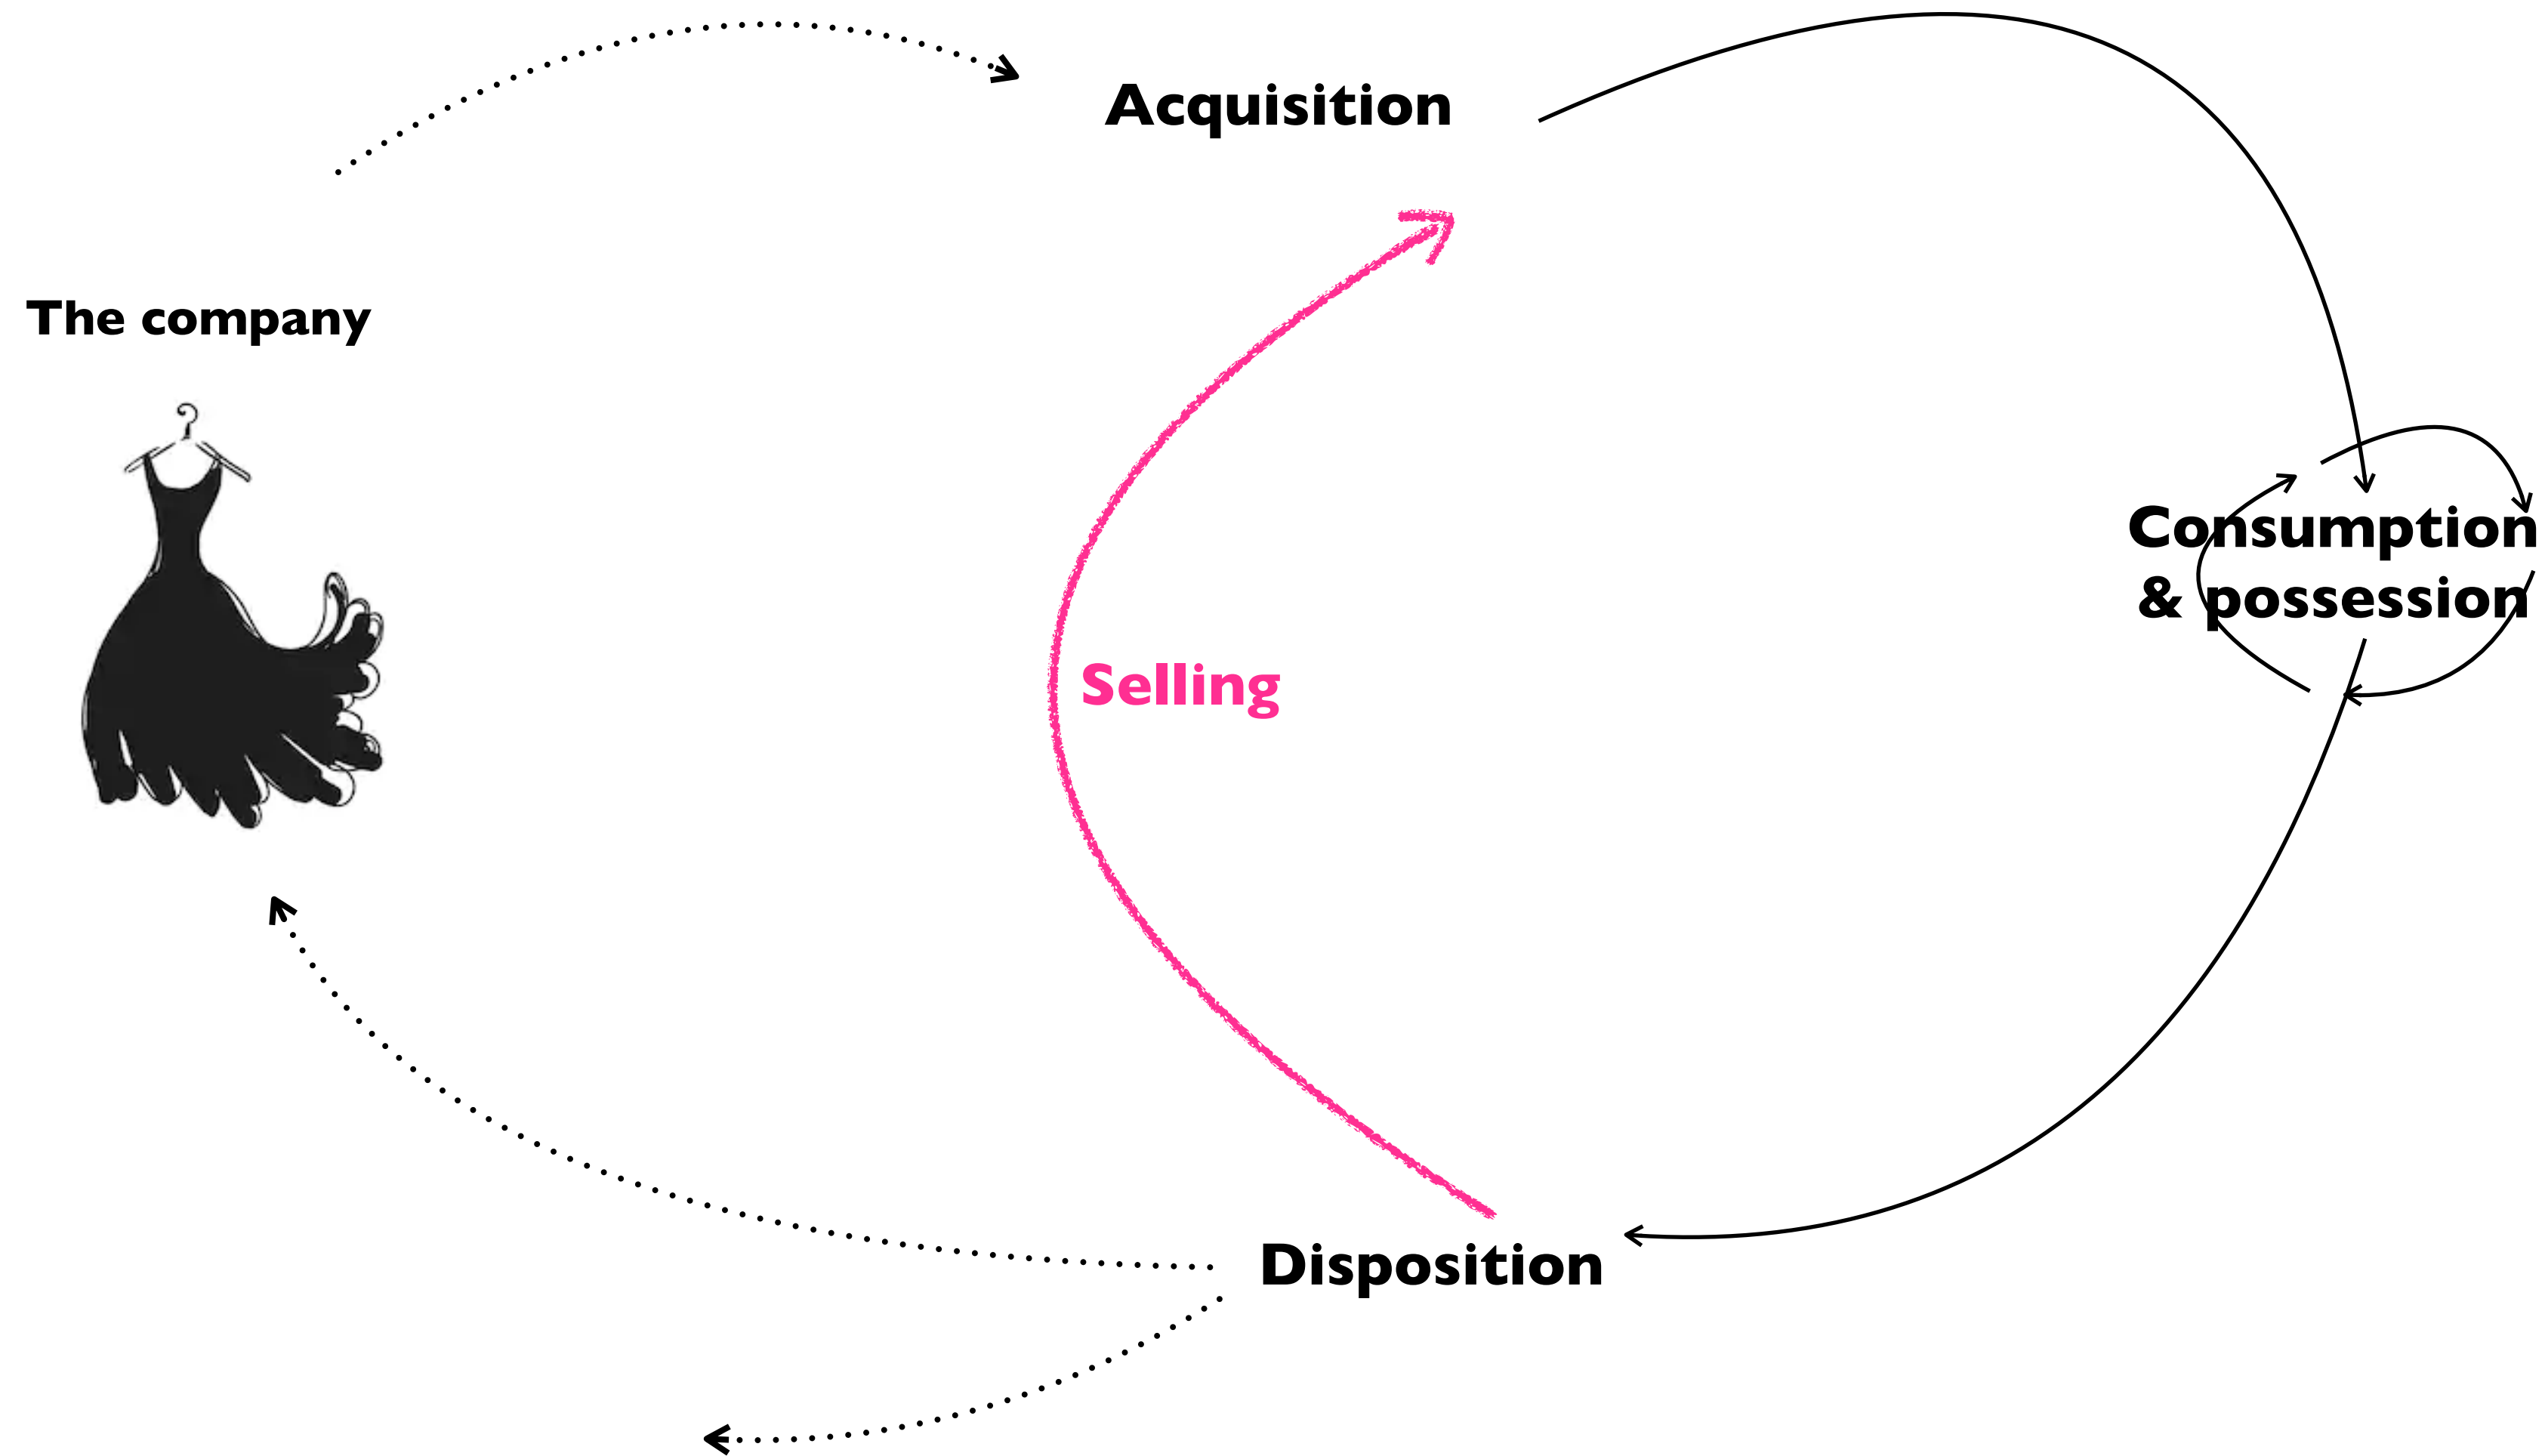 Acquisition
The company
Consumption
& possession
Selling
Disposition